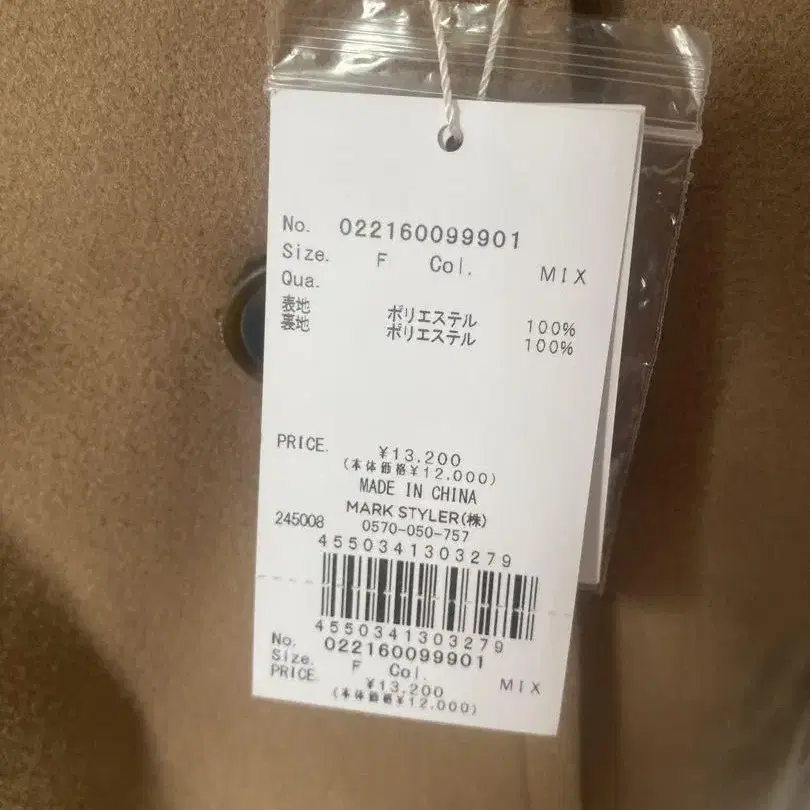 No. 022160099901
Size. F Col. MIX
Qua.
表地 ポリエステル 100%
裏地 ポリエステル 100%
PRICE. ¥13.200
(本体価格¥12.000)
MADE IN CHINA
MARK STYLER(株)
245008 0570-050-757
4550341303279
4550341303279
No. 022160099901
Size. F Col. MIX
PRICE. ¥13.200
(本体価格¥12.000)